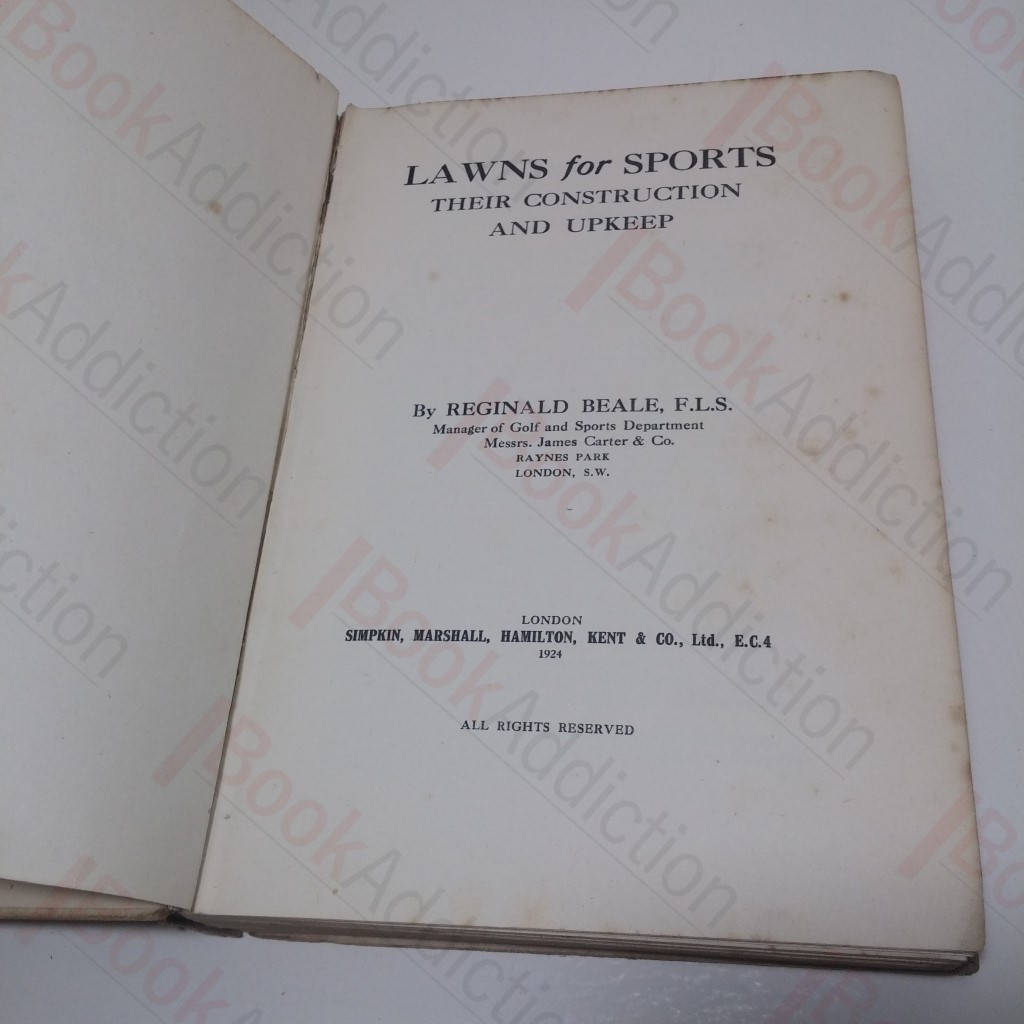 LAWNS for SPORTS
THEIR CONSTRUCTION
AND UPKEEP
By REGINALD BEALE, F.L.S.
Manager of Golf and Sports Department
Messrs. James Carter & Co.
RAYNES PARK
LONDON, S.W.
LONDON
SIMPKIN, MARSHALL, HAMILTON, KENT & CO., Ltd., E.C.4
1924
ALL RIGHTS RESERVED
BookAddiction